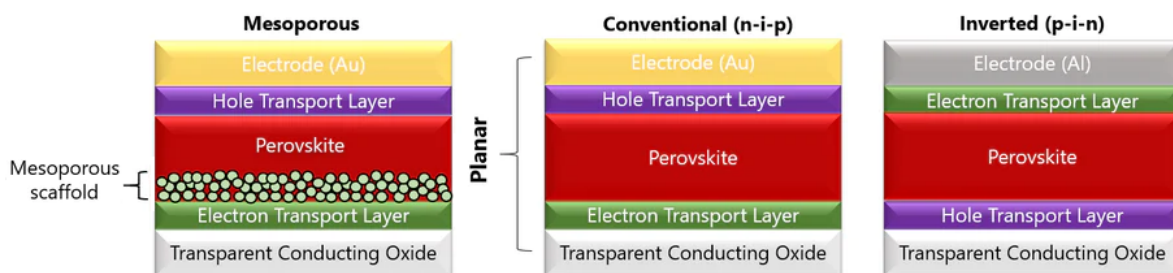 Mesoporous
Electrode (Au)
Hole Transport Layer
Perovskite
Mesoporous
scaffold
Electron Transport Layer
Transparent Conducting Oxide
Planar
Conventional (n-i-p)
Electrode (Au)
Hole Transport Layer
Perovskite
Electron Transport Layer
Transparent Conducting Oxide
Inverted (p-i-n)
Electrode (Al)
Electron Transport Layer
Perovskite
Hole Transport Layer
Transparent Conducting Oxide